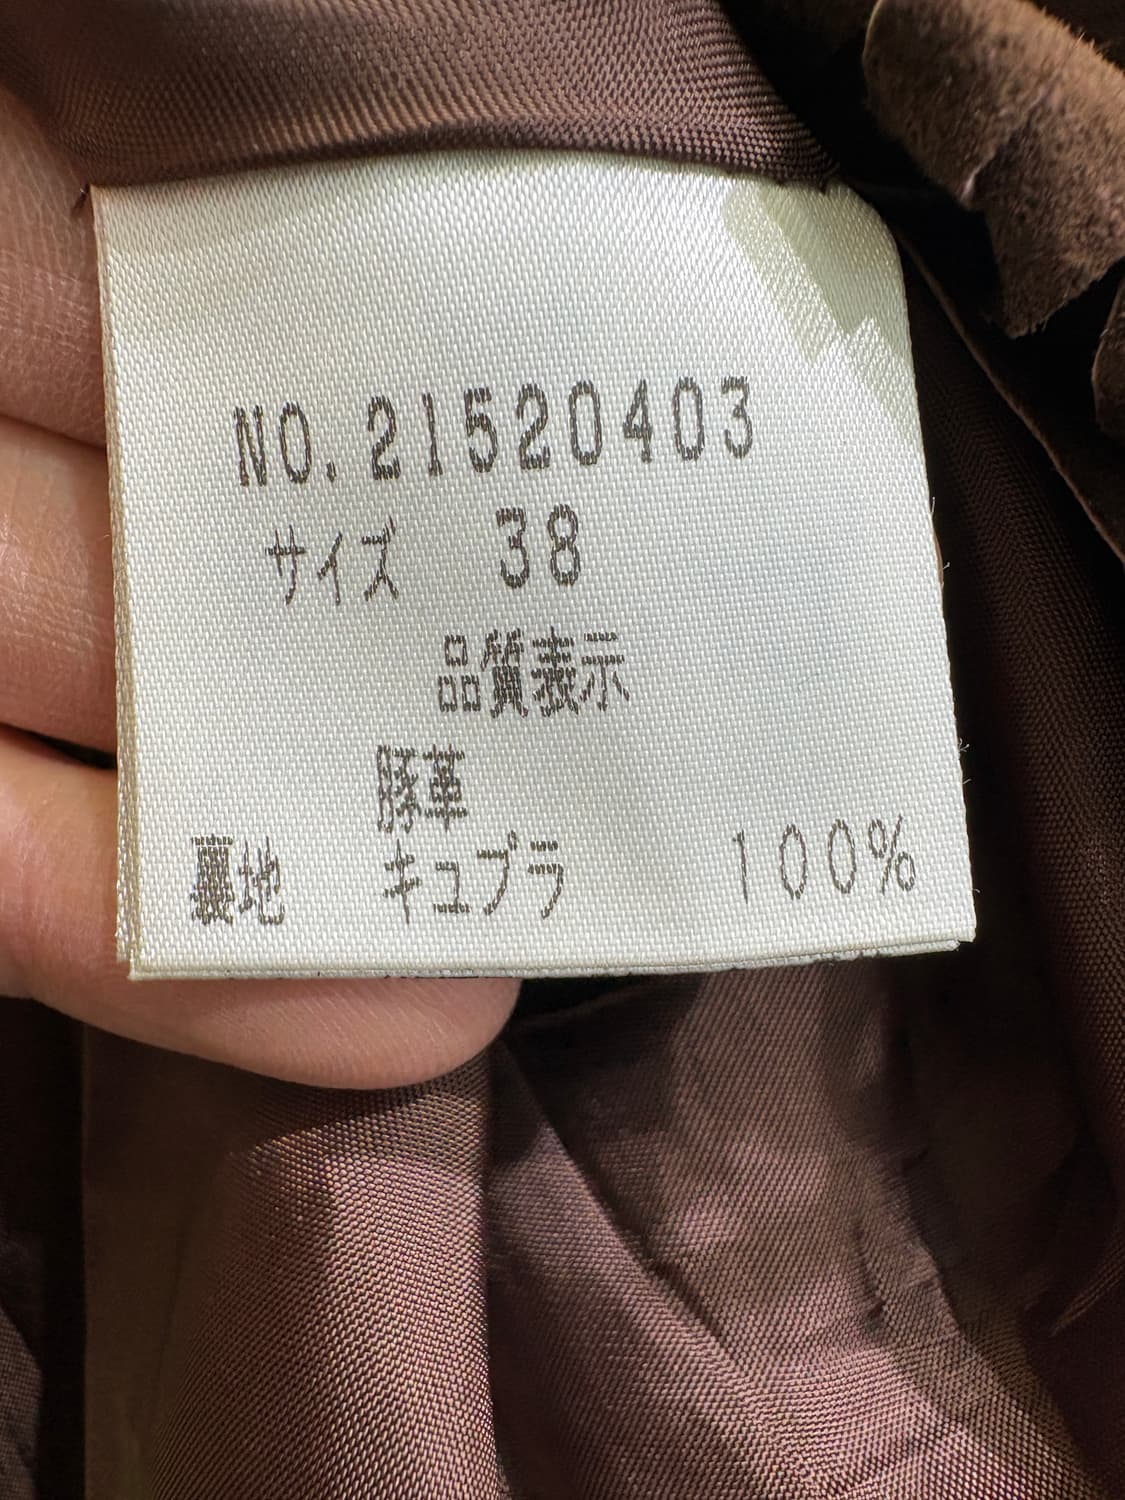 NO.21520403
サイズ 38
品質表示
豚革
裏地 キュプラ 100%